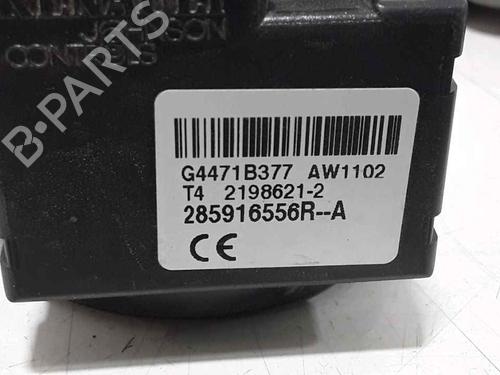 JOHNSON
CONTROLS
B-PARTS
G4471B377 AW1102
T4 2198621-2
285916556R--A
CE